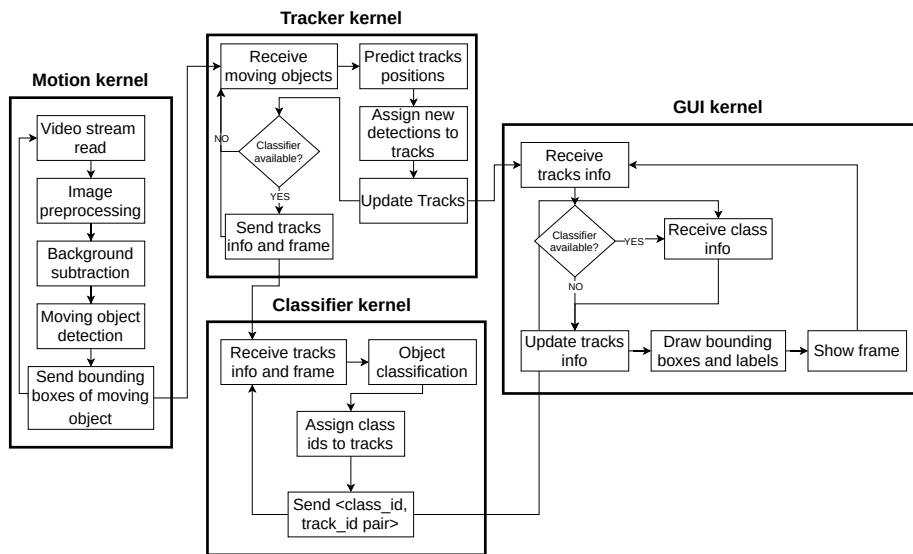 Motion kernel
Video stream
read
Image
preprocessing
Background
subtraction
Moving object
detection
Send bounding
boxes of moving
object
Tracker kernel
Receive
moving objects
Predict tracks
positions
Assign new
detections to
tracks
Update Tracks
Classifier
available?
NO
YES
Send tracks
info and frame
Classifier kernel
Receive tracks
info and frame
Object
classification
Assign class
ids to tracks
Send <class_id,
track_id pair>
GUI kernel
Receive
tracks info
Classifier
available?
YES
NO
Receive class
info
Update tracks
info
Draw bounding
boxes and labels
Show frame